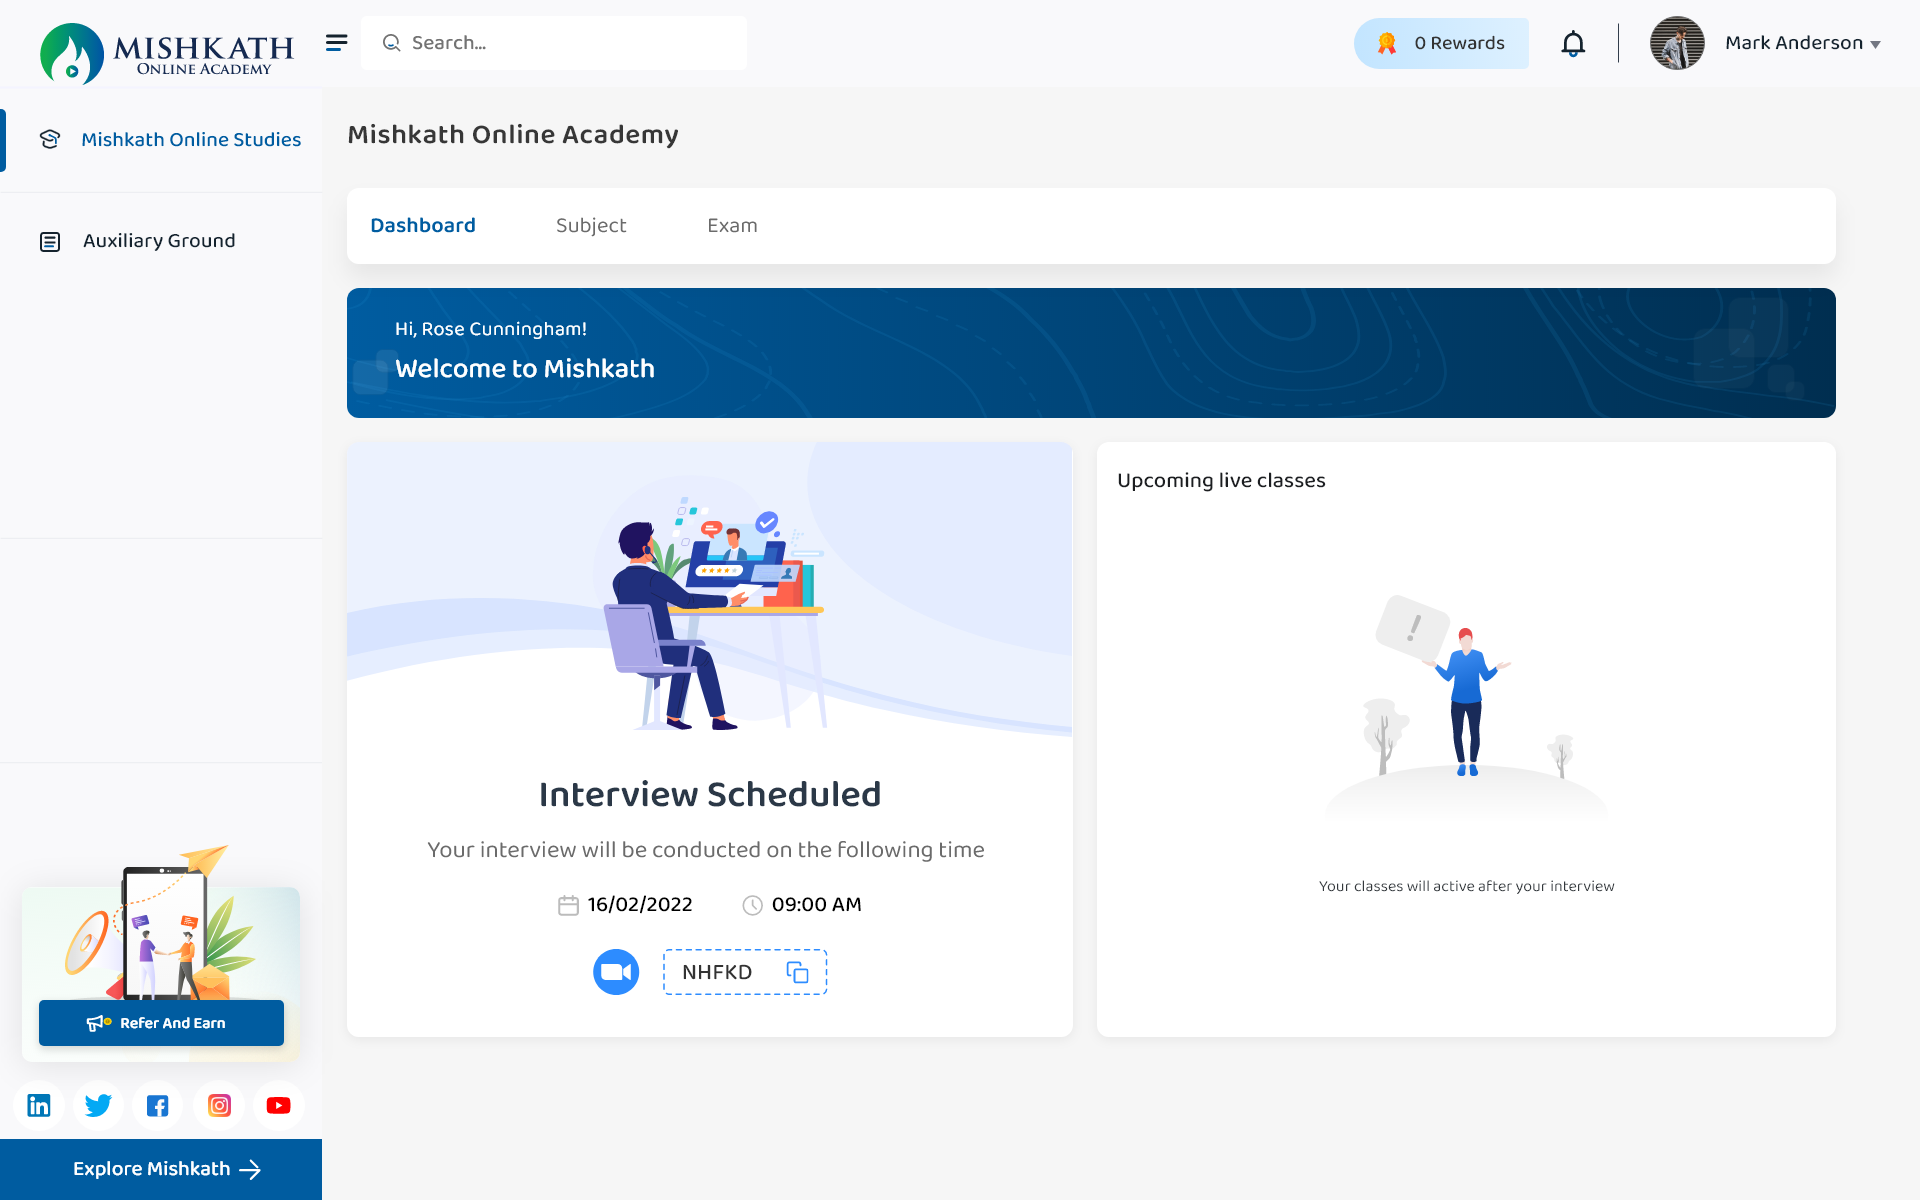 MISHKATH
ONLINE ACADEMY
Search...
0 Rewards
Mark Anderson
Mishkath Online Studies
Auxiliary Ground
Mishkath Online Academy
Dashboard
Subject
Exam
Hi, Rose Cunningham!
Welcome to Mishkath
Interview Scheduled
Your interview will be conducted on the following time
16/02/2022
09:00 AM
NHFKD
Upcoming live classes
!
Your classes will active after your interview
Refer And Earn
in
Explore Mishkath